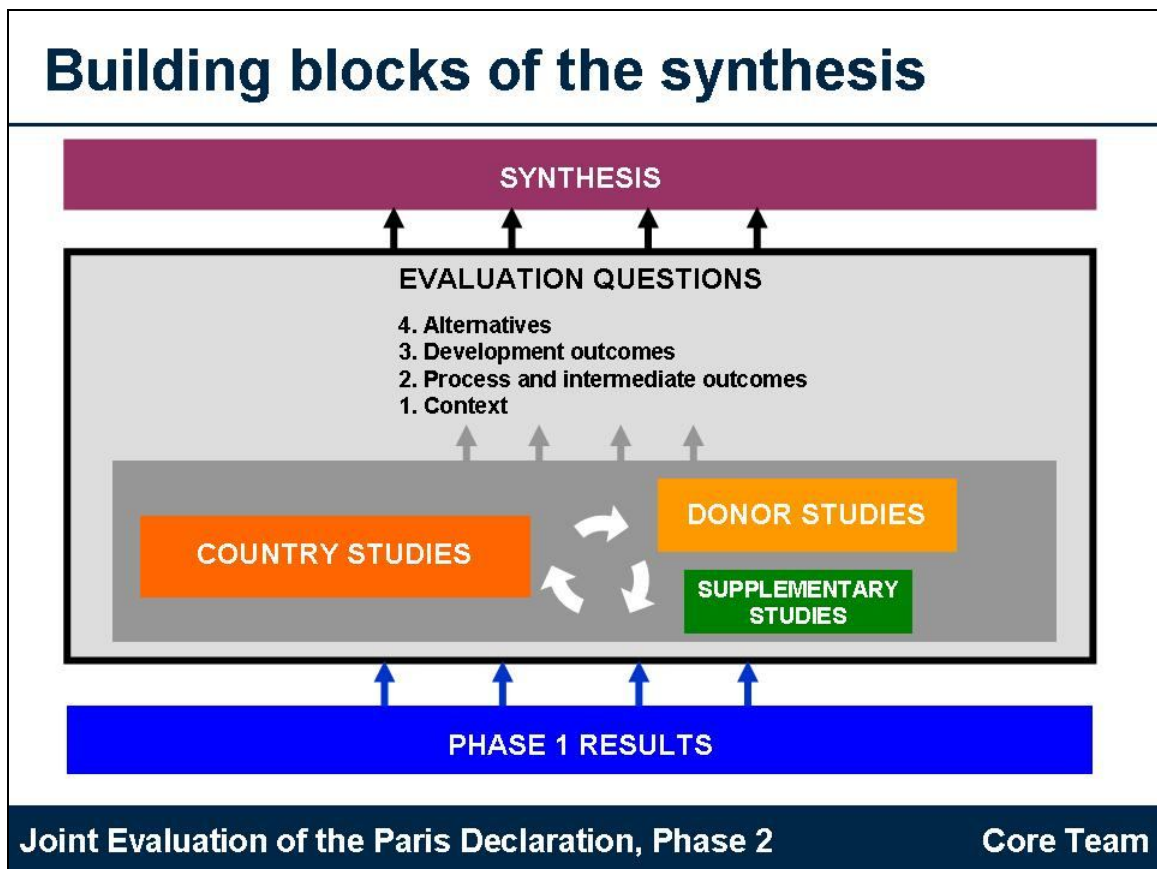 Building blocks of the synthesis
SYNTHESIS
EVALUATION QUESTIONS
4. Alternatives
3. Development outcomes
2. Process and intermediate outcomes
1. Context
COUNTRY STUDIES
DONOR STUDIES
SUPPLEMENTARY
STUDIES
PHASE 1 RESULTS
Joint Evaluation of the Paris Declaration, Phase 2 Core Team